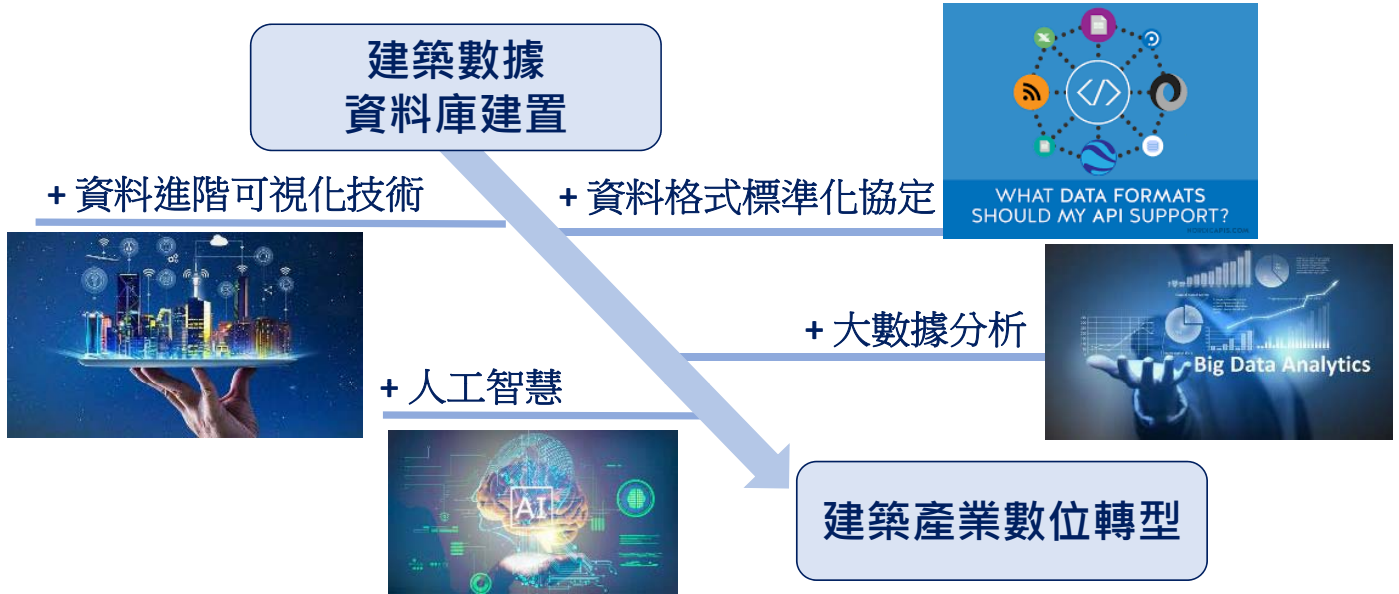 建築數據
資料庫建置
+ 資料進階可視化技術
+ 資料格式標準化協定
WHAT DATA FORMATS
SHOULD MY API SUPPORT?
+ 大數據分析
Big Data Analytics
+ 人工智慧
AI
建築產業數位轉型